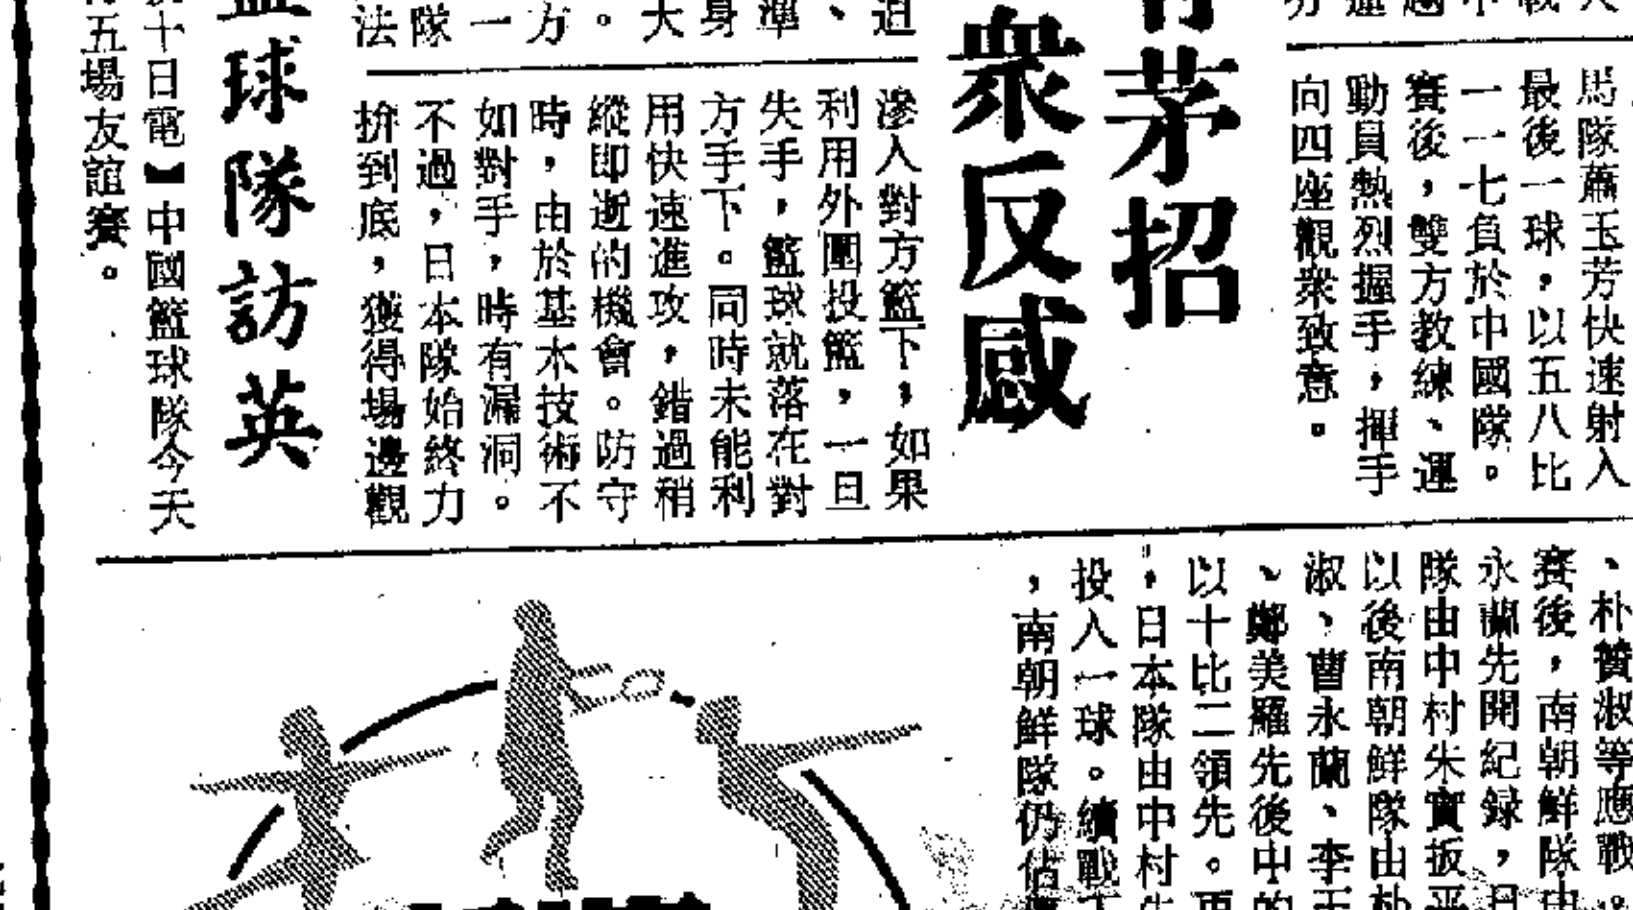 馬隊蕭玉芳快速射入
最後一球，以五八比
一一七負於中國隊。
賽後，雙方教練、運
動員熱烈握手，揮手
向四座觀衆致意。
茅招
衆反感
迫
準
、身
大
。
方
一
隊
法
滲入對方籃下，如果
利用外圍投籃，一旦
失手，籃球就落在對
方手下。同時未能利
用快速進攻，錯過稍
縱即逝的機會。防守
時，由於基本技術不
如對手，時有漏洞。
不過，日本隊始終力
拚到底，獲得場邊觀
籃球隊訪英
十日電】中國籃球隊今天
五場友誼賽。
、朴贊淑等應戰。
賽後，南朝鮮隊由
永蘭先開紀録，日
隊由中村朱實扳平
以後南朝鮮隊由朴
淑、曹永蘭、李玉
、鄭美羅先後中的
以十比二領先。再
，日本隊由中村
投入一球。續戰下
，南朝鮮隊仍佔